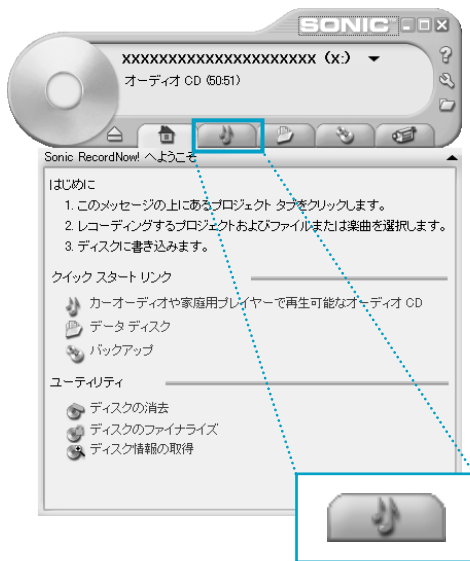 SONIC
xxxxxxxxxxxxxxxxxxxxxx (x:)
オーディオ CD (50:51)
Sonic RecordNow! へようこそ
はじめに
1. このメッセージの上にあるプロジェクト タブをクリックします。
2. レコーディングするプロジェクトおよびファイルまたは楽曲を選択します。
3. ディスクに書き込みます。
クイック スタート リンク
カーオーディオや家庭用プレイヤーで再生可能なオーディオ CD
データ ディスク
バックアップ
ユーティリティ
ディスクの消去
ディスクのファイナライズ
ディスク情報の取得